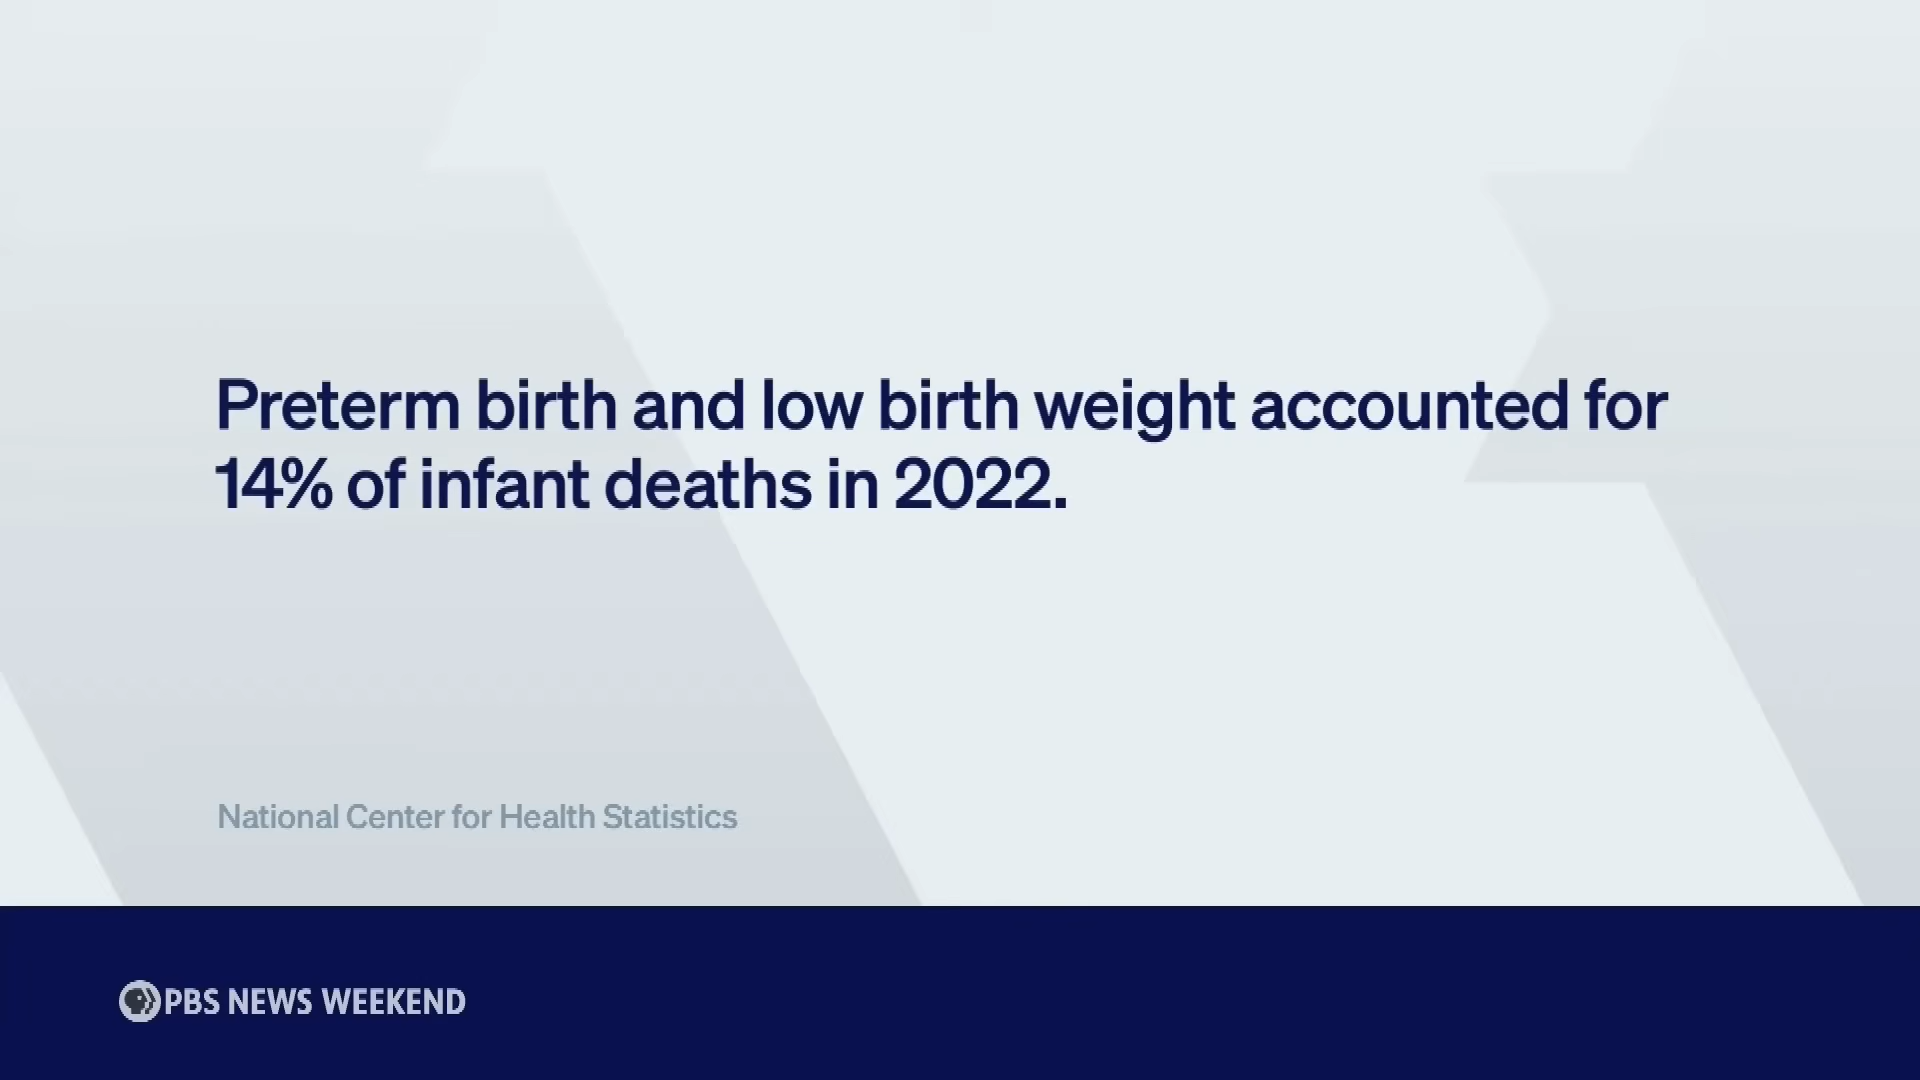 Preterm birth and low birth weight accounted for
14% of infant deaths in 2022.
National Center for Health Statistics
PBS NEWS WEEKEND